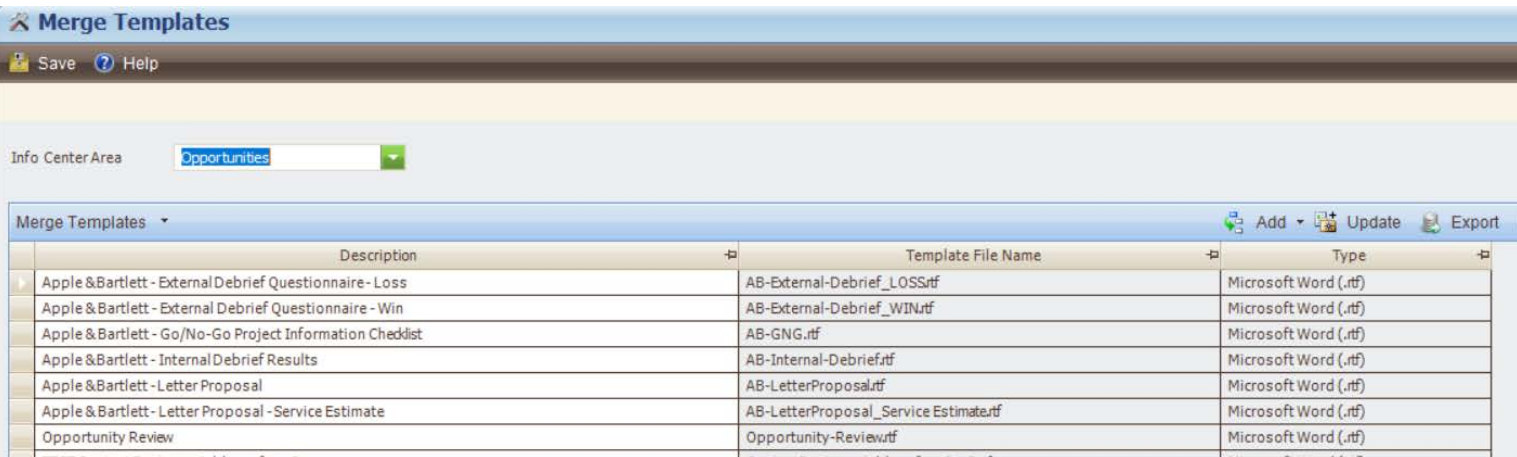 Merge Templates
Save Help
Info Center Area Opportunities
Merge Templates Add Update Export
Description Template File Name Type
Apple & Bartlett - External Debrief Questionnaire - Loss AB-External-Debrief_LOSS.rtf Microsoft Word (.rtf)
Apple & Bartlett - External Debrief Questionnaire - Win AB-External-Debrief_WIN.rtf Microsoft Word (.rtf)
Apple & Bartlett - Go/No-Go Project Information Checklist AB-GNG.rtf Microsoft Word (.rtf)
Apple & Bartlett - Internal Debrief Results AB-Internal-Debrief.rtf Microsoft Word (.rtf)
Apple & Bartlett - Letter Proposal AB-LetterProposal.rtf Microsoft Word (.rtf)
Apple & Bartlett - Letter Proposal - Service Estimate AB-LetterProposal_Service Estimate.rtf Microsoft Word (.rtf)
Opportunity Review Opportunity-Review.rtf Microsoft Word (.rtf)